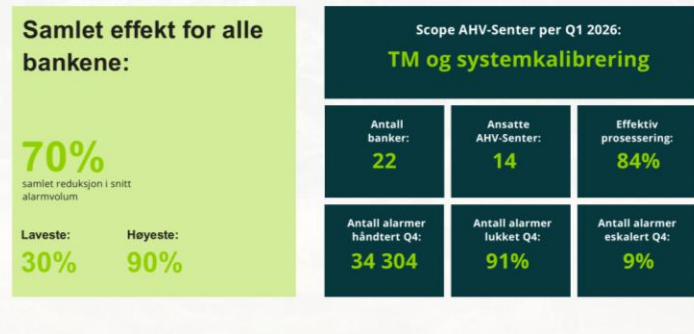 Samlet effekt for alle
bankene:
70%
samlet reduksjon i snitt
alarmvolum
Laveste:
30%
Høyeste:
90%
Scope AHV-Senter per Q1 2026:
TM og systemkalibrering
Antall
banker:
22
Ansatte
AHV-Senter:
14
Effektiv
prosessering:
84%
Antall alarmer
håndtert Q4:
34 304
Antall alarmer
lukket Q4:
91%
Antall alarmer
eskalert Q4:
9%